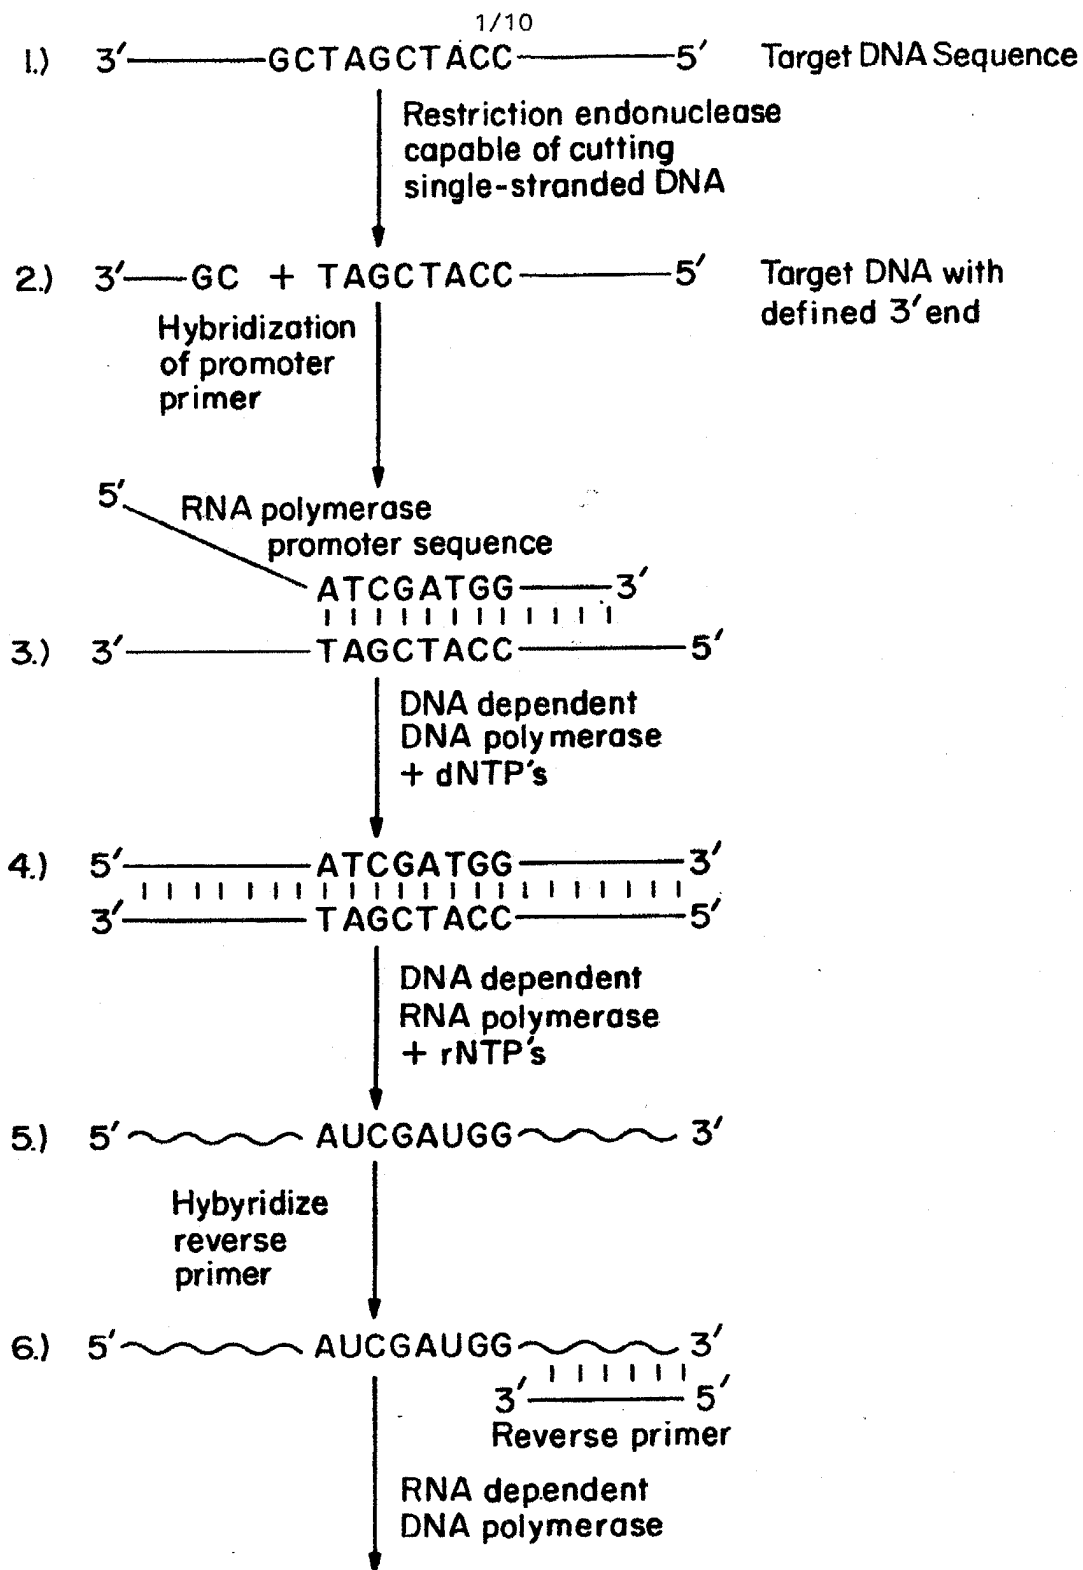 1/10
1.) 3′ GCTAGCTACC 5′ Target DNA Sequence
Restriction endonuclease
capable of cutting
single-stranded DNA
2.) 3′ GC + TAGCTACC 5′ Target DNA with
defined 3′ end
Hybridization
of promoter
primer
5′ RNA polymerase
promoter sequence
ATCGATGG 3′
3.) 3′ TAGCTACC 5′
DNA dependent
DNA polymerase
+ dNTP's
4.) 5′ ATCGATGG 3′
3′ TAGCTACC 5′
DNA dependent
RNA polymerase
+ rNTP's
5.) 5′ AUCGAUGG 3′
Hybyridize
reverse
primer
6.) 5′ AUCGAUGG 3′
3′ 5′
Reverse primer
RNA dependent
DNA polymerase